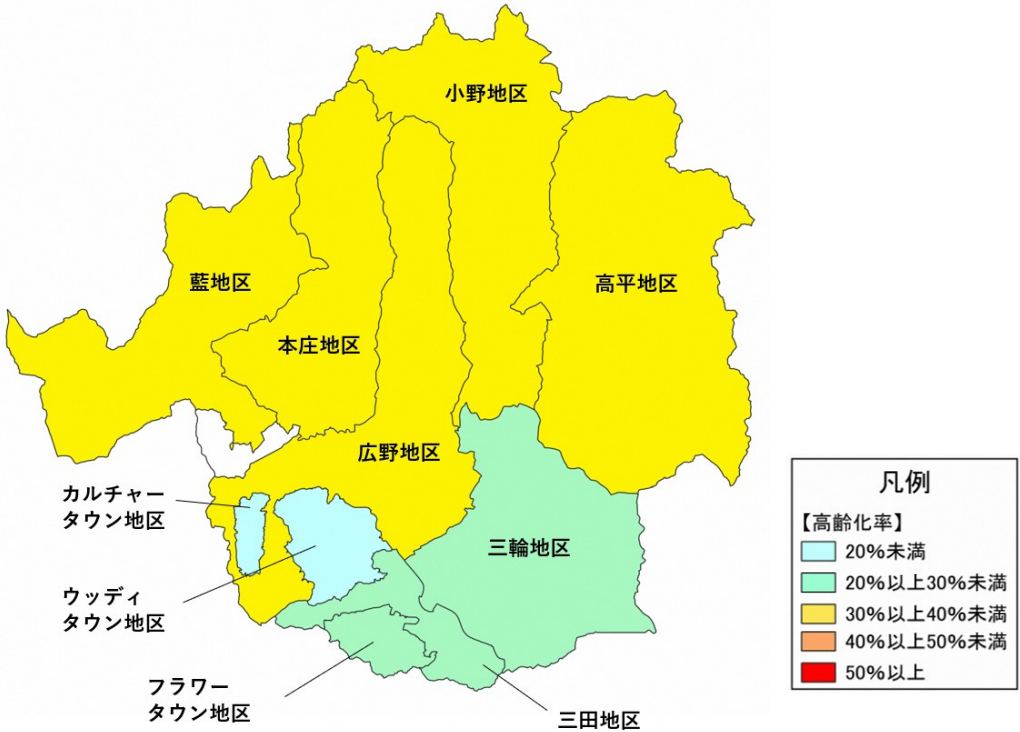 小野地区
藍地区
高平地区
本庄地区
広野地区
カルチャー
タウン地区
三輪地区
ウッディ
タウン地区
フラワー
タウン地区
三田地区
凡例
【高齢化率】
20%未満
20%以上30%未満
30%以上40%未満
40%以上50%未満
50%以上